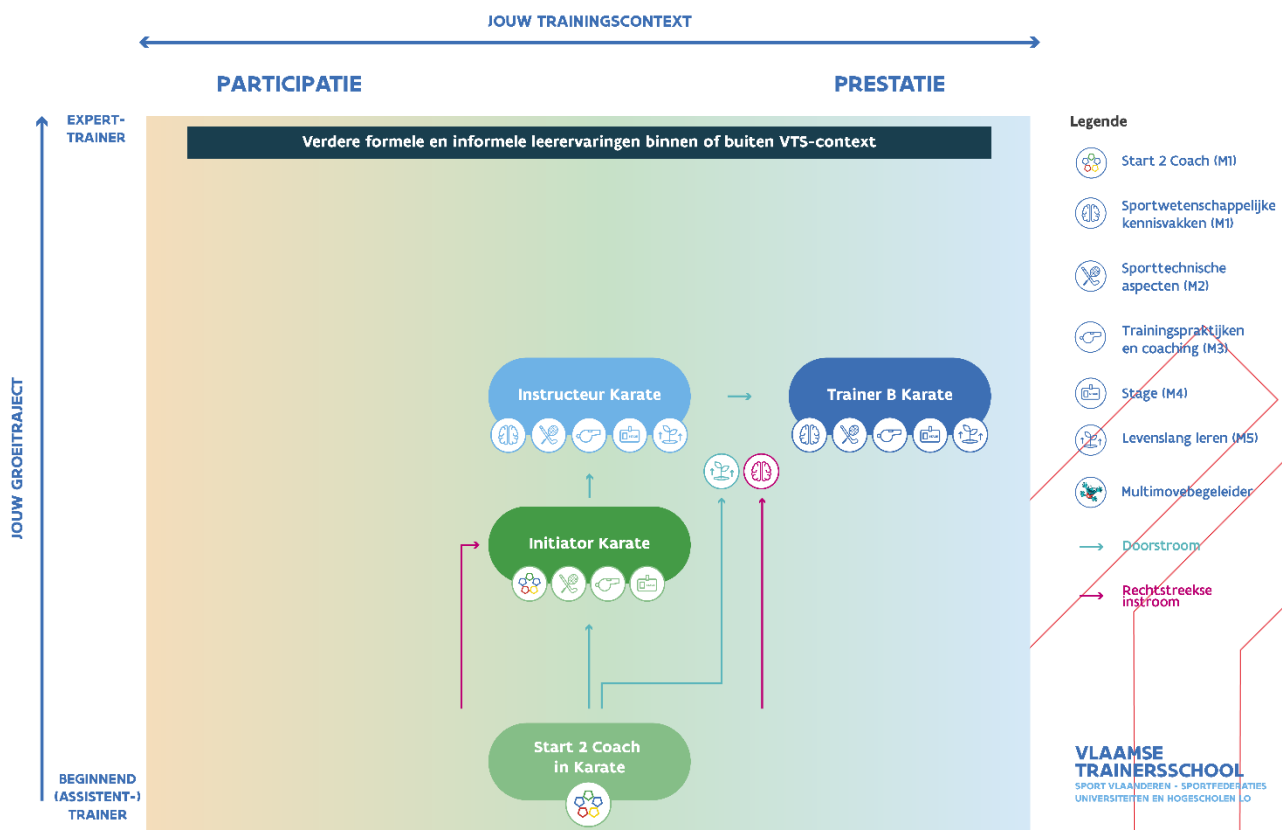 JOUW TRAININGSCONTEXT
PARTICIPATIE
PRESTATIE
JOUW GROEITRAJECT
EXPERT-
TRAINER
Verdere formele en informele leerervaringen binnen of buiten VTS-context
Instructeur Karate
Trainer B Karate
Initiator Karate
Start 2 Coach
in Karate
BEGINNEND
(ASSISTENT-)
TRAINER
Legende
Start 2 Coach (M1)
Sportwetenschappelijke
kennisvakken (M1)
Sporttechnische
aspecten (M2)
Trainingspraktijken
en coaching (M3)
Stage (M4)
Levenslang leren (M5)
Multimovebegeleider
Doorstroom
Rechtstreekse
instroom
VLAAMSE
TRAINERSSCHOOL
SPORT VLAANDEREN - SPORTFEDERATIES
UNIVERSITEITEN EN HOGESCHOLEN LO